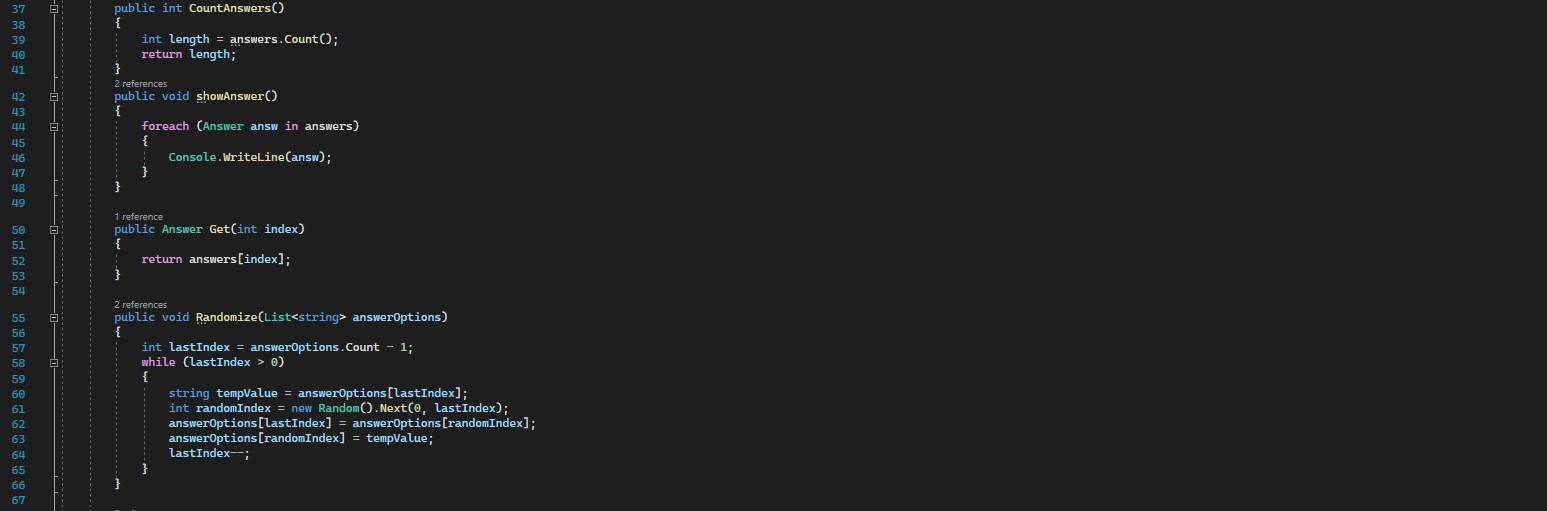 37 public int CountAnswers()
38 {
39 int length = answers.Count();
40 return length;
41 }
2 references
42 public void showAnswer()
43 {
44 foreach (Answer answ in answers)
45 {
46 Console.WriteLine(answ);
47 }
48 }
49
1 reference
50 public Answer Get(int index)
51 {
52 return answers[index];
53 }
54
2 references
55 public void Randomize(List<string> answerOptions)
56 {
57 int lastIndex = answerOptions.Count - 1;
58 while (lastIndex > 0)
59 {
60 string tempValue = answerOptions[lastIndex];
61 int randomIndex = new Random().Next(0, lastIndex);
62 answerOptions[lastIndex] = answerOptions[randomIndex];
63 answerOptions[randomIndex] = tempValue;
64 lastIndex--;
65 }
66 }
67